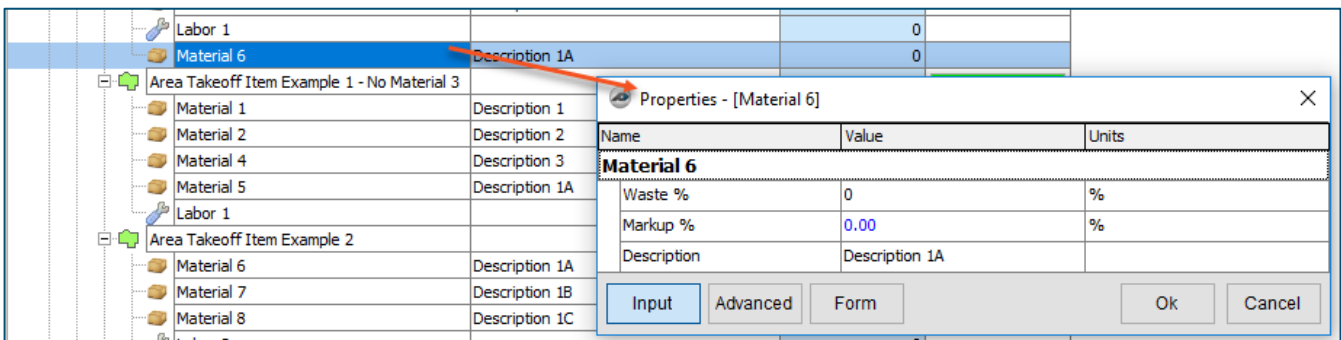 Labor 1 0
Material 6 Description 1A 0
Area Takeoff Item Example 1 - No Material 3
Material 1 Description 1
Material 2 Description 2
Material 4 Description 3
Material 5 Description 1A
Labor 1
Area Takeoff Item Example 2
Material 6 Description 1A
Material 7 Description 1B
Material 8 Description 1C
Properties - [Material 6]
Name Value Units
Material 6
Waste % 0 %
Markup % 0.00 %
Description Description 1A
Input Advanced Form Ok Cancel